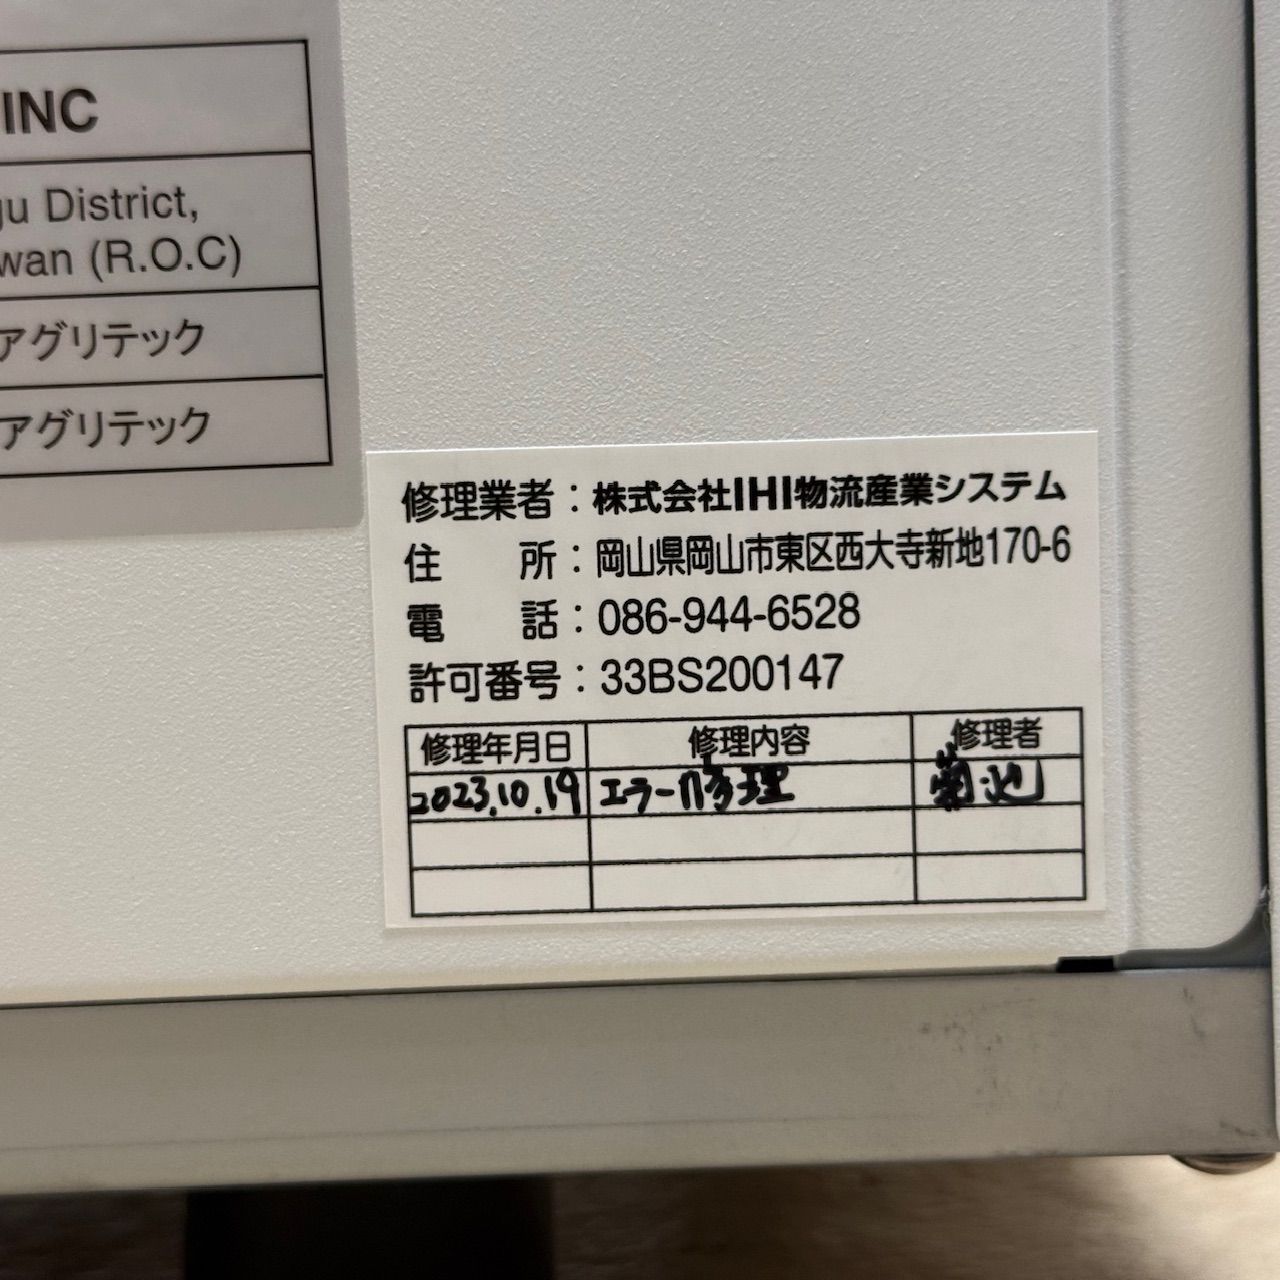 INC
gu District,
wan (R.O.C)
アグリテック
アグリテック
修理業者：株式会社IHI物流産業システム
住　　所：岡山県岡山市東区西大寺新地170-6
電　　話：086-944-6528
許可番号：33BS200147
修理年月日 修理内容 修理者
2023.10.19 エラー修理 菊池